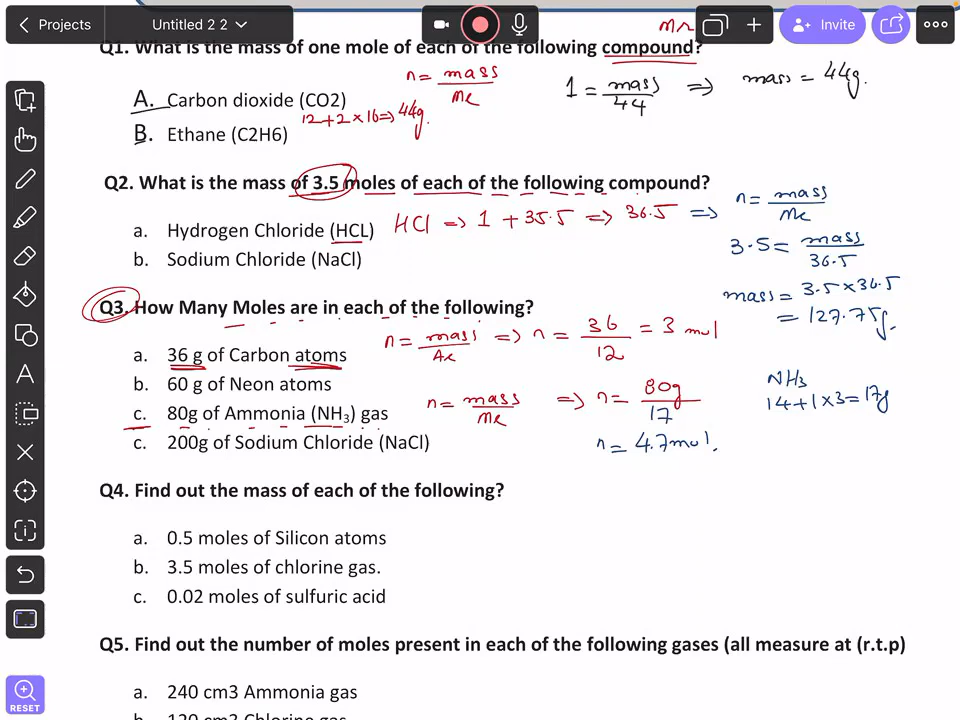 Projects Untitled 2 2 Invite
Mr
Q1. What is the mass of one mole of each of the following compound?
n = mass / Mr
1 = mass / 44 ⇒ mass = 44g.
A. Carbon dioxide (CO2)
12 + 2 × 16 ⇒ 44g.
B. Ethane (C2H6)
Q2. What is the mass of 3.5 moles of each of the following compound?
a. Hydrogen Chloride (HCL) HCl ⇒ 1 + 35.5 ⇒ 36.5 ⇒ n = mass / Mr
b. Sodium Chloride (NaCl)
3.5 = mass / 36.5
mass = 3.5 × 36.5
= 127.75g.
Q3. How Many Moles are in each of the following?
a. 36 g of Carbon atoms n = mass / Ar ⇒ n = 36 / 12 = 3 mol
b. 60 g of Neon atoms
c. 80g of Ammonia (NH₃) gas n = mass / Mr ⇒ n = 80g / 17
NH3
14 + 1 × 3 = 17g
c. 200g of Sodium Chloride (NaCl) n = 4.7 mol.
Q4. Find out the mass of each of the following?
a. 0.5 moles of Silicon atoms
b. 3.5 moles of chlorine gas.
c. 0.02 moles of sulfuric acid
Q5. Find out the number of moles present in each of the following gases (all measure at (r.t.p)
a. 240 cm3 Ammonia gas
b. 120 cm3 Chlorine gas
RESET